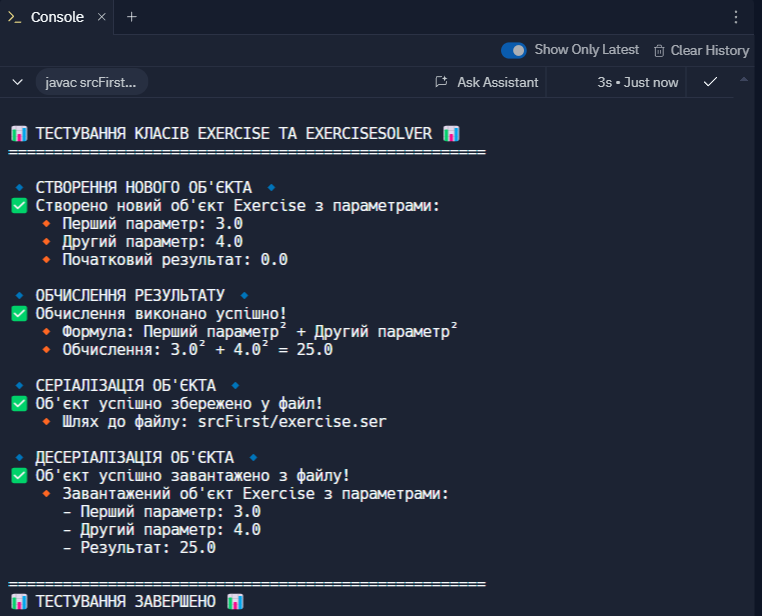 Console
Show Only Latest Clear History
javac srcFirst... Ask Assistant 3s • Just now
📊 ТЕСТУВАННЯ КЛАСІВ EXERCISE ТА EXERCISESOLVER 📊
=====================================================
🔹 СТВОРЕННЯ НОВОГО ОБ'ЄКТА 🔹
✅ Створено новий об'єкт Exercise з параметрами:
🔸 Перший параметр: 3.0
🔸 Другий параметр: 4.0
🔸 Початковий результат: 0.0
🔹 ОБЧИСЛЕННЯ РЕЗУЛЬТАТУ 🔹
✅ Обчислення виконано успішно!
🔸 Формула: Перший параметр² + Другий параметр²
🔸 Обчислення: 3.0² + 4.0² = 25.0
🔹 СЕРІАЛІЗАЦІЯ ОБ'ЄКТА 🔹
✅ Об'єкт успішно збережено у файл!
🔸 Шлях до файлу: srcFirst/exercise.ser
🔹 ДЕСЕРІАЛІЗАЦІЯ ОБ'ЄКТА 🔹
✅ Об'єкт успішно завантажено з файлу!
🔸 Завантажений об'єкт Exercise з параметрами:
– Перший параметр: 3.0
– Другий параметр: 4.0
– Результат: 25.0
=====================================================
📊 ТЕСТУВАННЯ ЗАВЕРШЕНО 📊